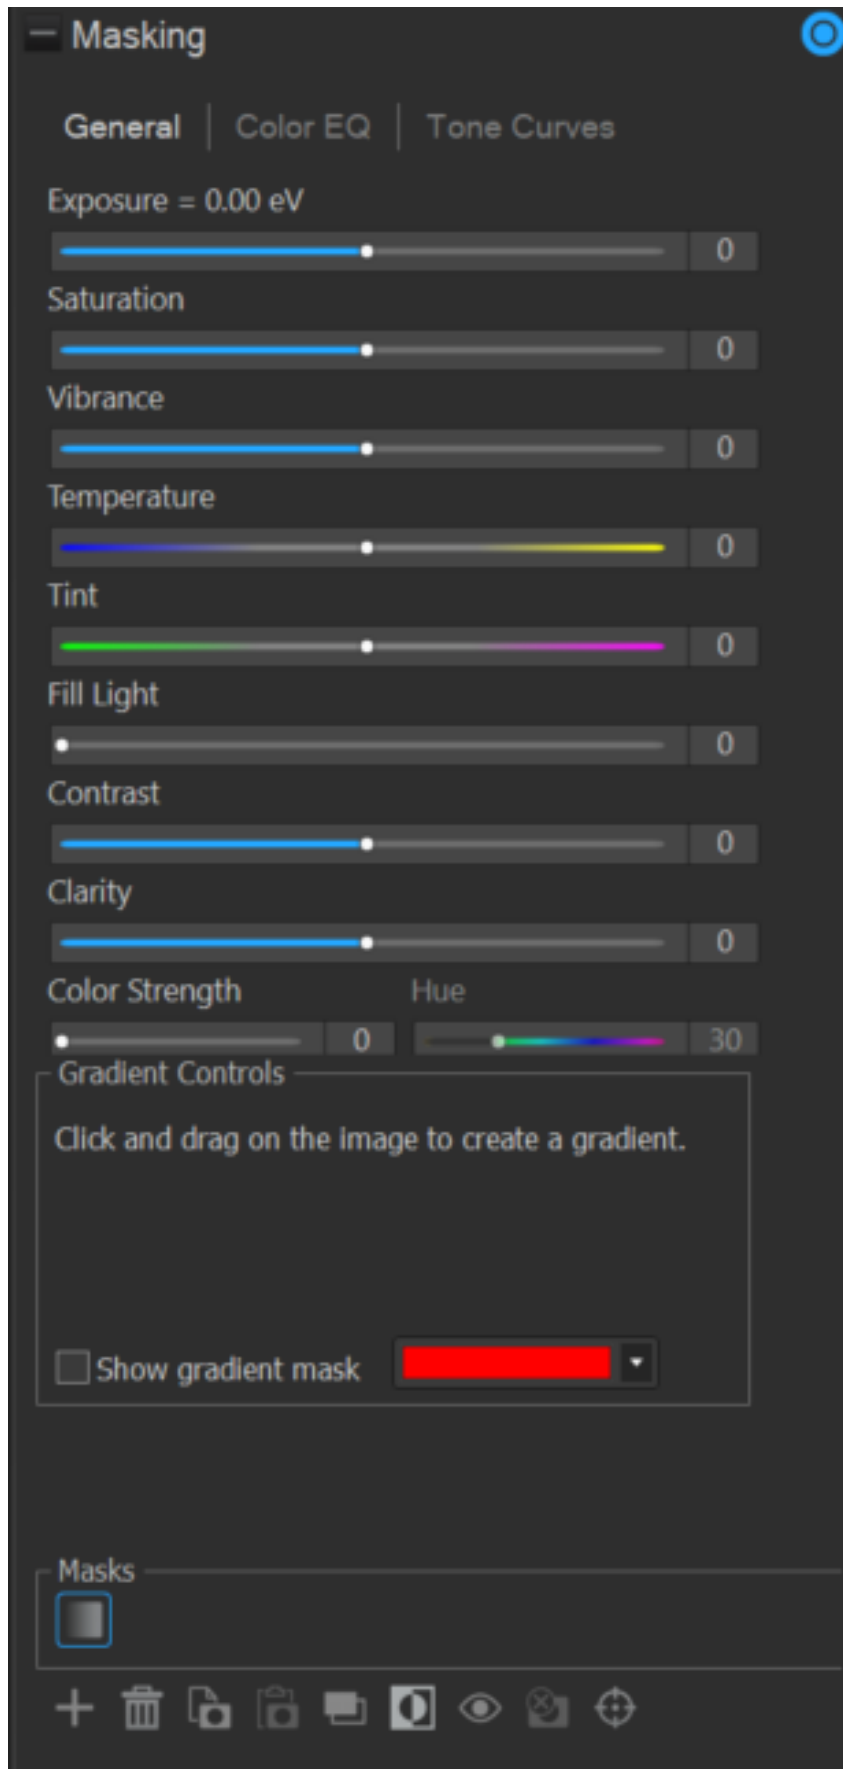 Masking
General Color EQ Tone Curves
Exposure = 0.00 eV
0
Saturation
0
Vibrance
0
Temperature
0
Tint
0
Fill Light
0
Contrast
0
Clarity
0
Color Strength Hue
0 30
Gradient Controls
Click and drag on the image to create a gradient.
Show gradient mask
Masks